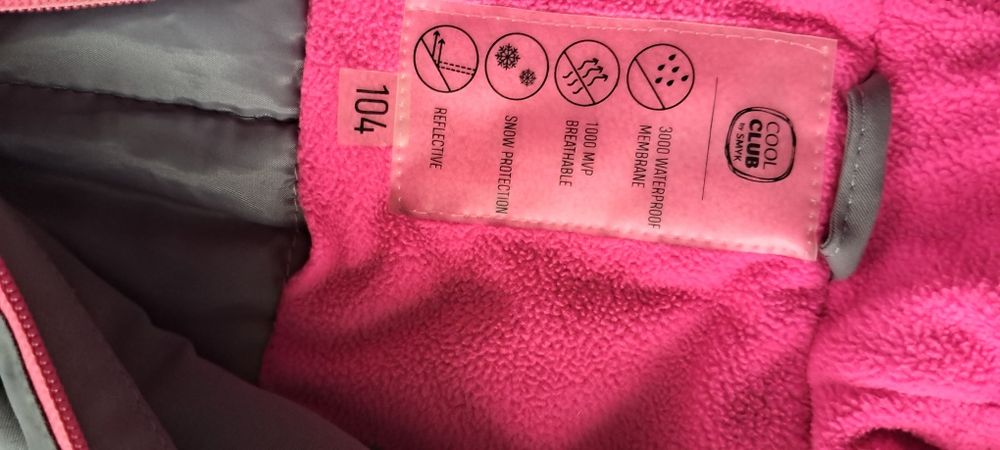 COOL
CLUB
by SMYK
3000 WATERPROOF
MEMBRANE
1000 MVP
BREATHABLE
SNOW PROTECTION
REFLECTIVE
104